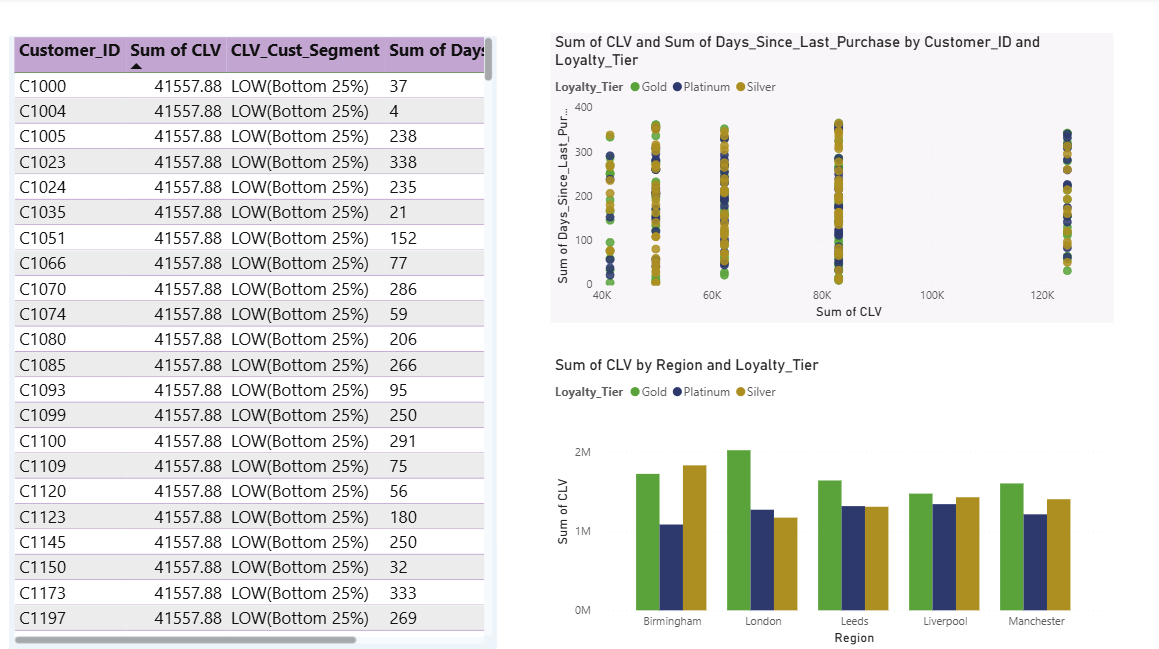 Customer_ID Sum of CLV CLV_Cust_Segment Sum of Days
C1000 41557.88 LOW(Bottom 25%) 37
C1004 41557.88 LOW(Bottom 25%) 4
C1005 41557.88 LOW(Bottom 25%) 238
C1023 41557.88 LOW(Bottom 25%) 338
C1024 41557.88 LOW(Bottom 25%) 235
C1035 41557.88 LOW(Bottom 25%) 21
C1051 41557.88 LOW(Bottom 25%) 152
C1066 41557.88 LOW(Bottom 25%) 77
C1070 41557.88 LOW(Bottom 25%) 286
C1074 41557.88 LOW(Bottom 25%) 59
C1080 41557.88 LOW(Bottom 25%) 206
C1085 41557.88 LOW(Bottom 25%) 266
C1093 41557.88 LOW(Bottom 25%) 95
C1099 41557.88 LOW(Bottom 25%) 250
C1100 41557.88 LOW(Bottom 25%) 291
C1109 41557.88 LOW(Bottom 25%) 75
C1120 41557.88 LOW(Bottom 25%) 56
C1123 41557.88 LOW(Bottom 25%) 180
C1145 41557.88 LOW(Bottom 25%) 250
C1150 41557.88 LOW(Bottom 25%) 32
C1173 41557.88 LOW(Bottom 25%) 333
C1197 41557.88 LOW(Bottom 25%) 269
Sum of CLV and Sum of Days_Since_Last_Purchase by Customer_ID and
Loyalty_Tier
Loyalty_Tier Gold Platinum Silver
Sum of Days_Since_Last_Pur...
400
300
200
100
0
40K 60K 80K 100K 120K
Sum of CLV
Sum of CLV by Region and Loyalty_Tier
Loyalty_Tier Gold Platinum Silver
Sum of CLV
2M
1M
0M
Birmingham London Leeds Liverpool Manchester
Region